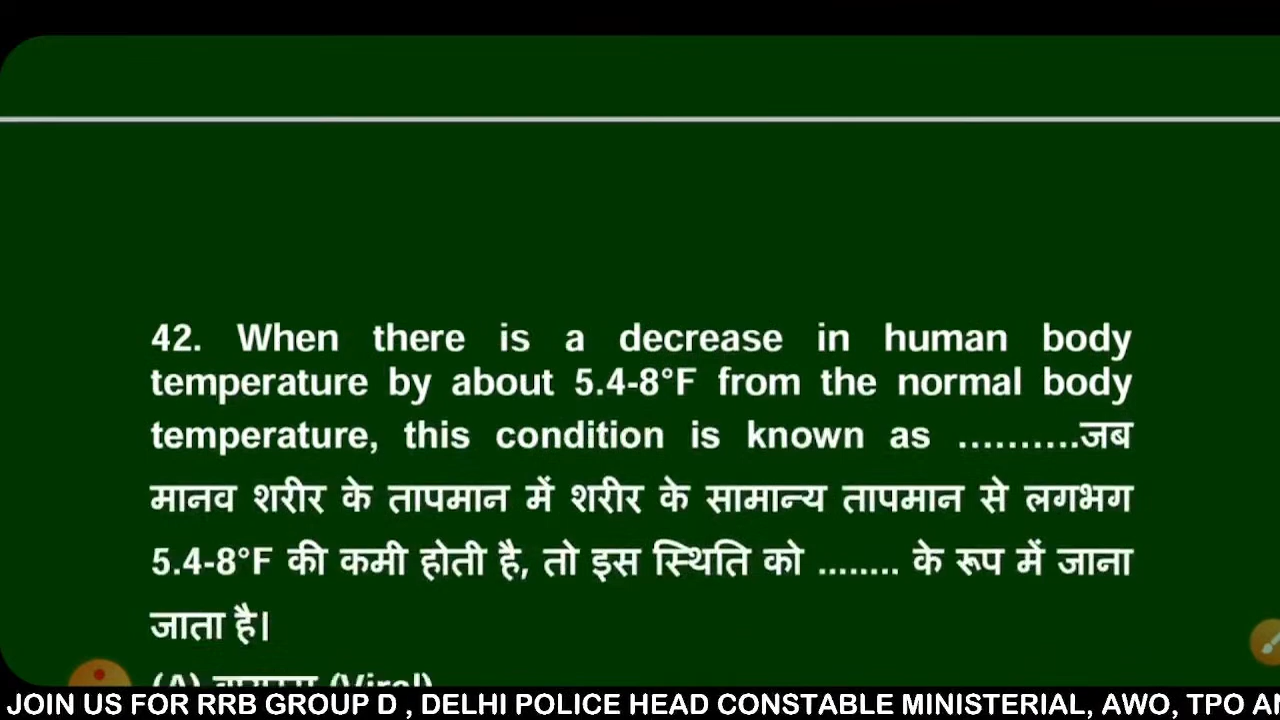 42. When there is a decrease in human body
temperature by about 5.4-8°F from the normal body
temperature, this condition is known as ..........जब
मानव शरीर के तापमान में शरीर के सामान्य तापमान से लगभग
5.4-8°F की कमी होती है, तो इस स्थिति को ........ के रूप में जाना
जाता है।
(A) वायरल (Viral)
JOIN US FOR RRB GROUP D , DELHI POLICE HEAD CONSTABLE MINISTERIAL, AWO, TPO